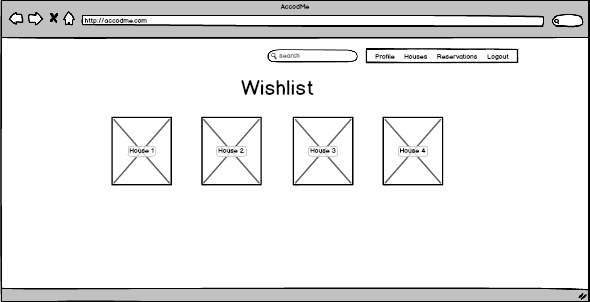 AccodMe
http://accodme.com
search
Profile Houses Reservations Logout
Wishlist
House 1 House 2 House 3 House 4